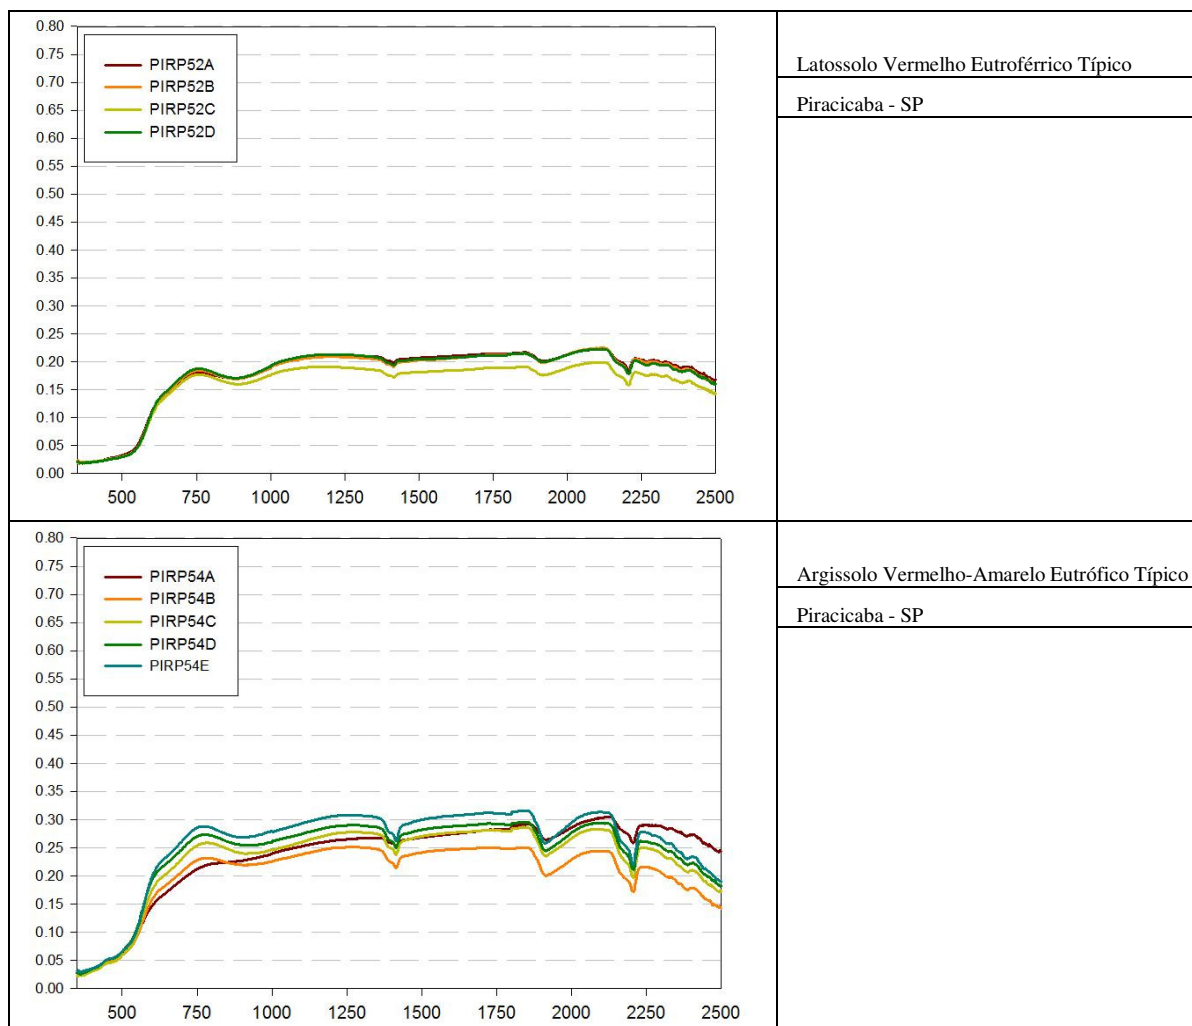 0.80
0.75
0.70
0.65
0.60
0.55
0.50
0.45
0.40
0.35
0.30
0.25
0.20
0.15
0.10
0.05
0.00
PIRP52A
PIRP52B
PIRP52C
PIRP52D
500 750 1000 1250 1500 1750 2000 2250 2500
Latossolo Vermelho Eutroférrico Típico
Piracicaba - SP
0.80
0.75
0.70
0.65
0.60
0.55
0.50
0.45
0.40
0.35
0.30
0.25
0.20
0.15
0.10
0.05
0.00
PIRP54A
PIRP54B
PIRP54C
PIRP54D
PIRP54E
500 750 1000 1250 1500 1750 2000 2250 2500
Argissolo Vermelho-Amarelo Eutrófico Típico
Piracicaba - SP